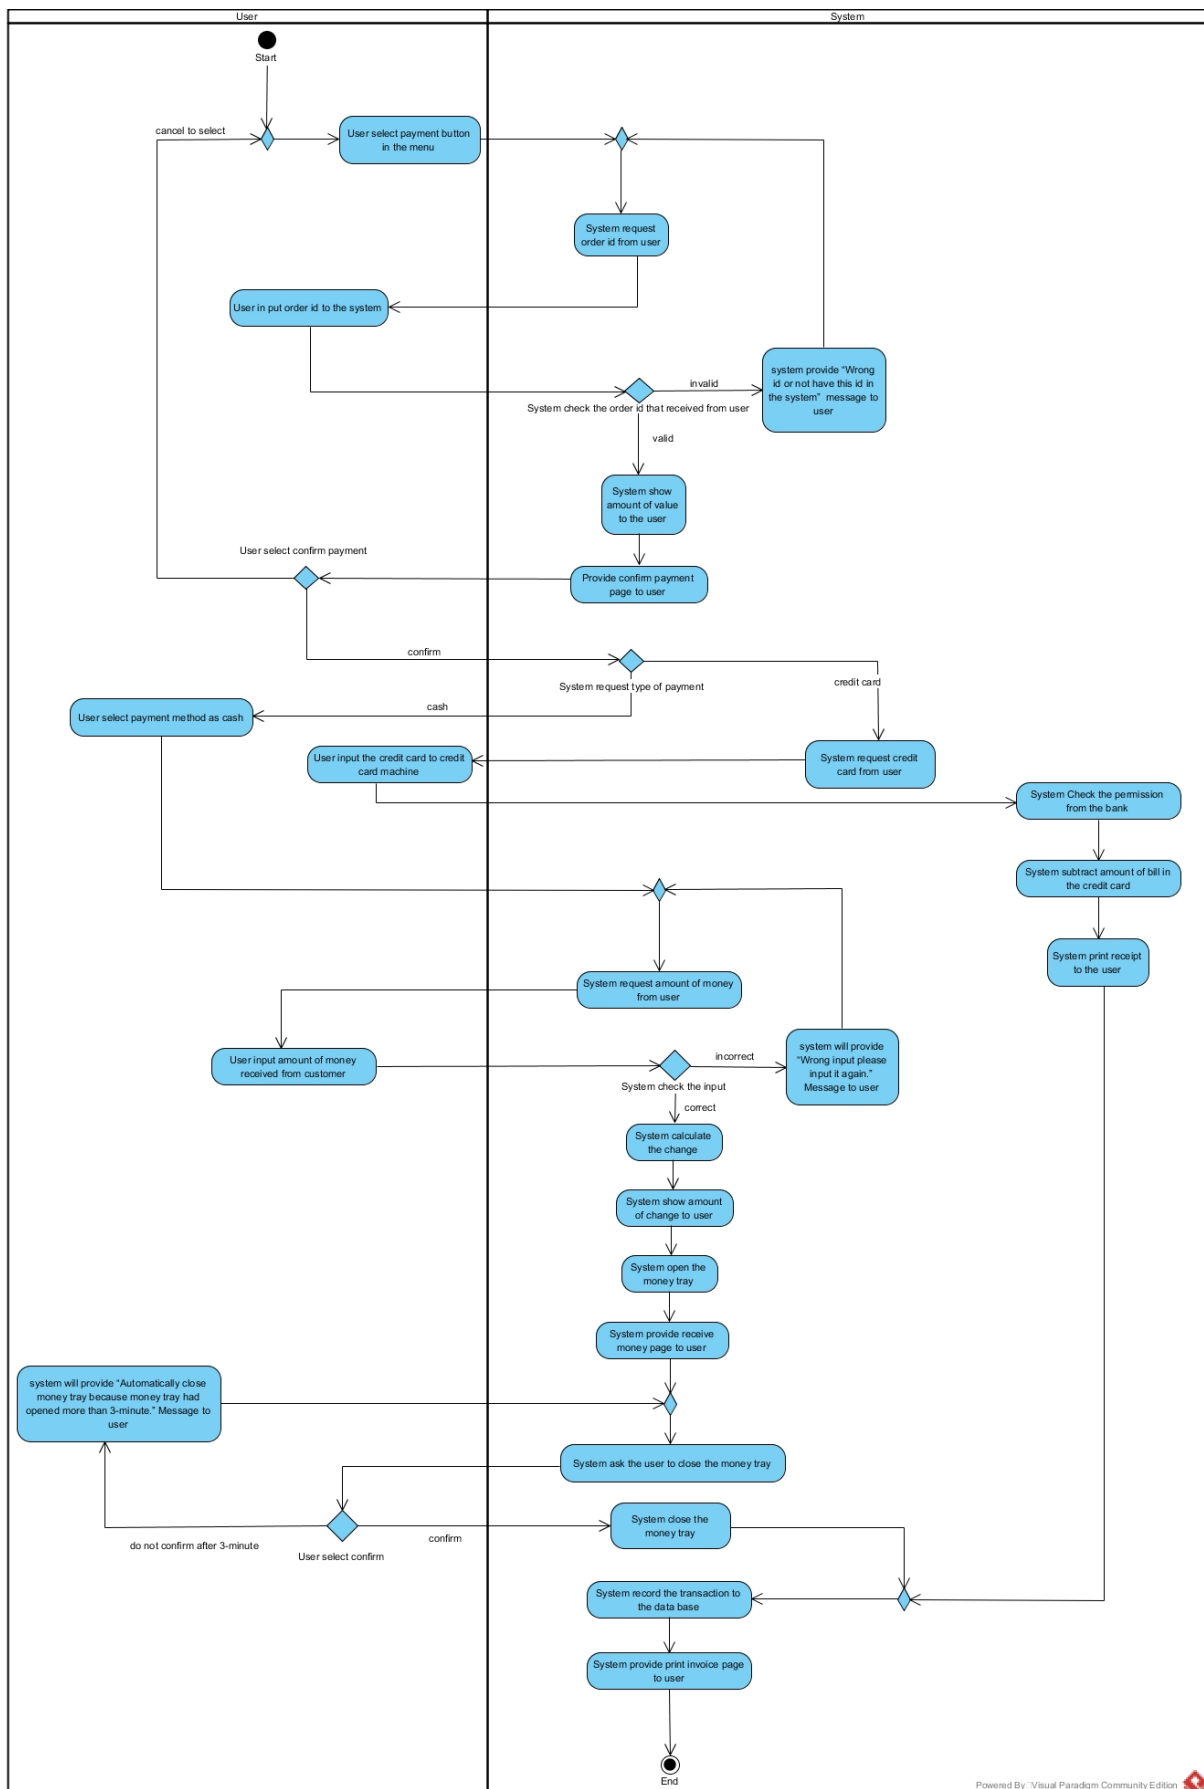 User
System
Start
cancel to select
User select payment button
in the menu
System request
order id from user
User in put order id to the system
system provide “Wrong
id or not have this id in
the system” message to
user
invalid
System check the order id that received from user
valid
System show
amount of value
to the user
User select confirm payment
Provide confirm payment
page to user
confirm
System request type of payment
credit card
cash
User select payment method as cash
User input the credit card to credit
card machine
System request credit
card from user
System Check the permission
from the bank
System subtract amount of bill in
the credit card
System print receipt
to the user
System request amount of money
from user
User input amount of money
received from customer
incorrect
system will provide
“Wrong input please
input it again.”
Message to user
System check the input
correct
System calculate
the change
System show amount
of change to user
System open the
money tray
System provide receive
money page to user
system will provide “Automatically close
money tray because money tray had
opened more than 3-minute.” Message to
user
System ask the user to close the money tray
do not confirm after 3-minute
User select confirm
confirm
System close the
money tray
System record the transaction to
the data base
System provide print invoice page
to user
End
Powered By Visual Paradigm Community Edition